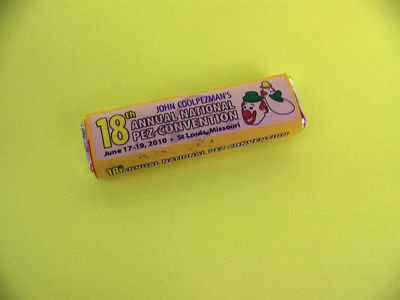 JOHN COOLPEZMAN'S
18th ANNUAL NATIONAL
PEZ-CONVENTION
June 17-19, 2010 • St Louis, Missouri
18th ANNUAL NATIONAL PEZ CONVENTION